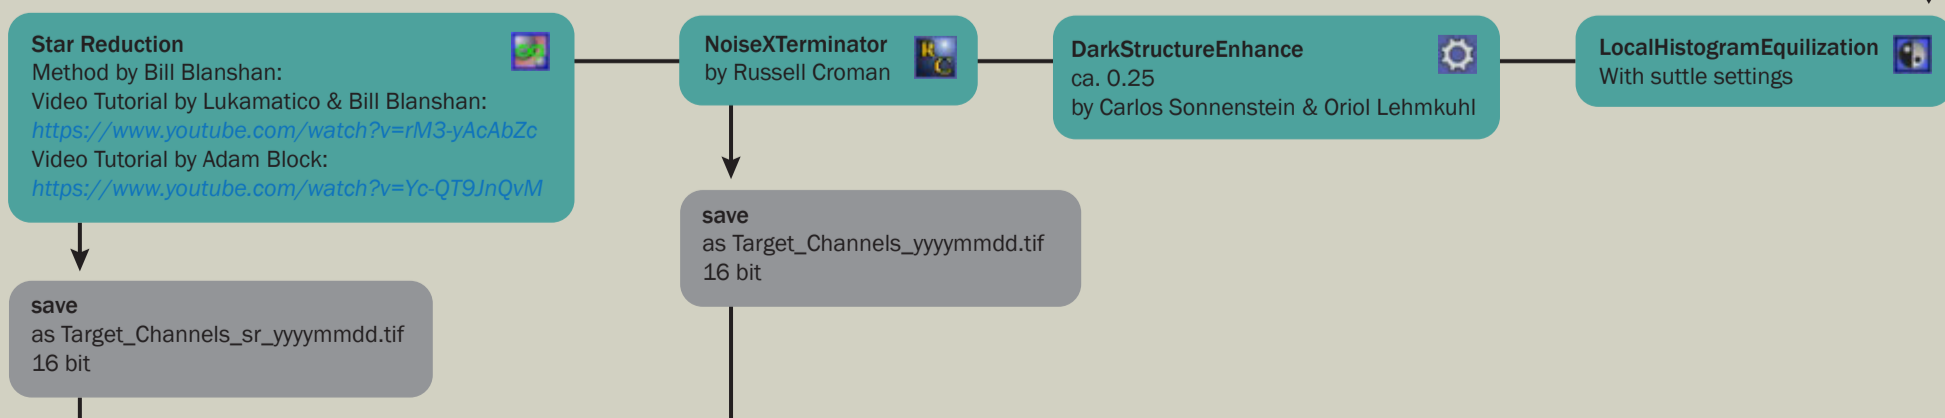 Star Reduction
Method by Bill Blanshan:
Video Tutorial by Lukamatico & Bill Blanshan:
https://www.youtube.com/watch?v=rM3-yAcAbZc
Video Tutorial by Adam Block:
https://www.youtube.com/watch?v=Yc-QT9JnQvM
NoiseXTerminator
by Russell Croman
RC
DarkStructureEnhance
ca. 0.25
by Carlos Sonnenstein & Oriol Lehmkuhl
LocalHistogramEquilization
With suttle settings
save
as Target_Channels_yyyymmdd.tif
16 bit
save
as Target_Channels_sr_yyyymmdd.tif
16 bit